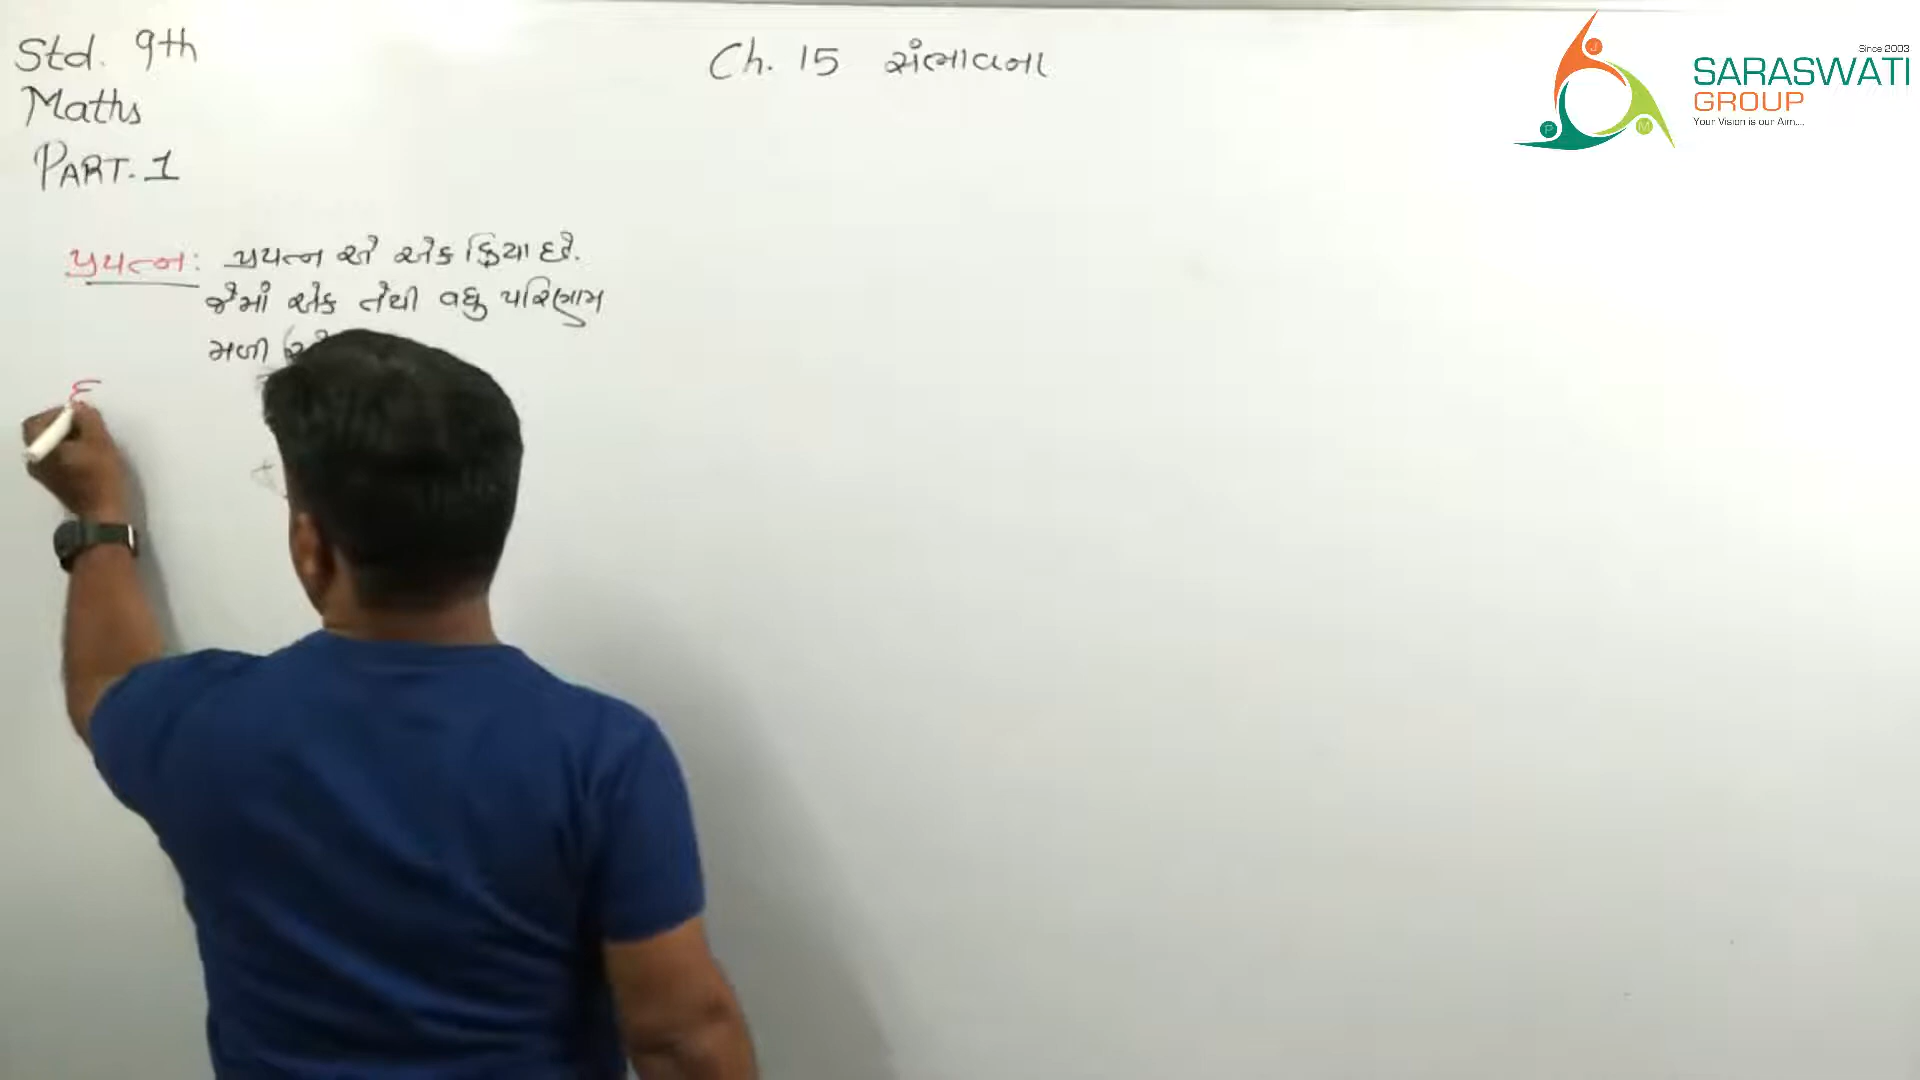 Std. 9th
Maths
PART. 1
Ch. 15 સંભાવના
Since 2003
SARASWATI
GROUP
Your Vision is our Aim....
J
P
M
પ્રયત્ન : પ્રયત્ન એ એક ક્રિયા છે.
જેમાં એક તેથી વધુ પરિણામ
મળી